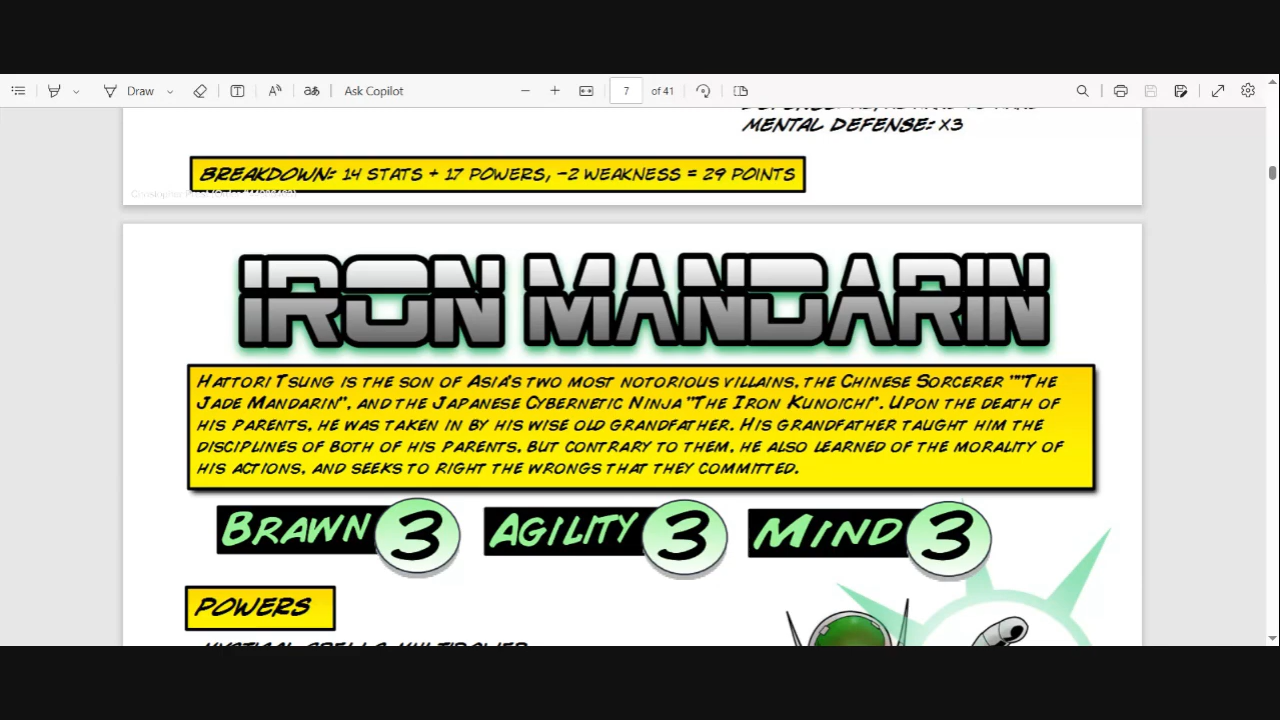 Draw
Ask Copilot
7 of 41
MENTAL DEFENSE: X3
BREAKDOWN: 14 STATS + 17 POWERS, -2 WEAKNESS = 29 POINTS
IRON MANDARIN
HATTORI TSUNG IS THE SON OF ASIA'S TWO MOST NOTORIOUS VILLAINS, THE CHINESE SORCERER ""THE
JADE MANDARIN", AND THE JAPANESE CYBERNETIC NINJA "THE IRON KUNOICHI". UPON THE DEATH OF
HIS PARENTS, HE WAS TAKEN IN BY HIS WISE OLD GRANDFATHER. HIS GRANDFATHER TAUGHT HIM THE
DISCIPLINES OF BOTH OF HIS PARENTS, BUT CONTRARY TO THEM, HE ALSO LEARNED OF THE MORALITY OF
HIS ACTIONS, AND SEEKS TO RIGHT THE WRONGS THAT THEY COMMITTED.
BRAWN 3 AGILITY 3 MIND 3
POWERS
MYSTICAL SPELLS MULTIPOWER